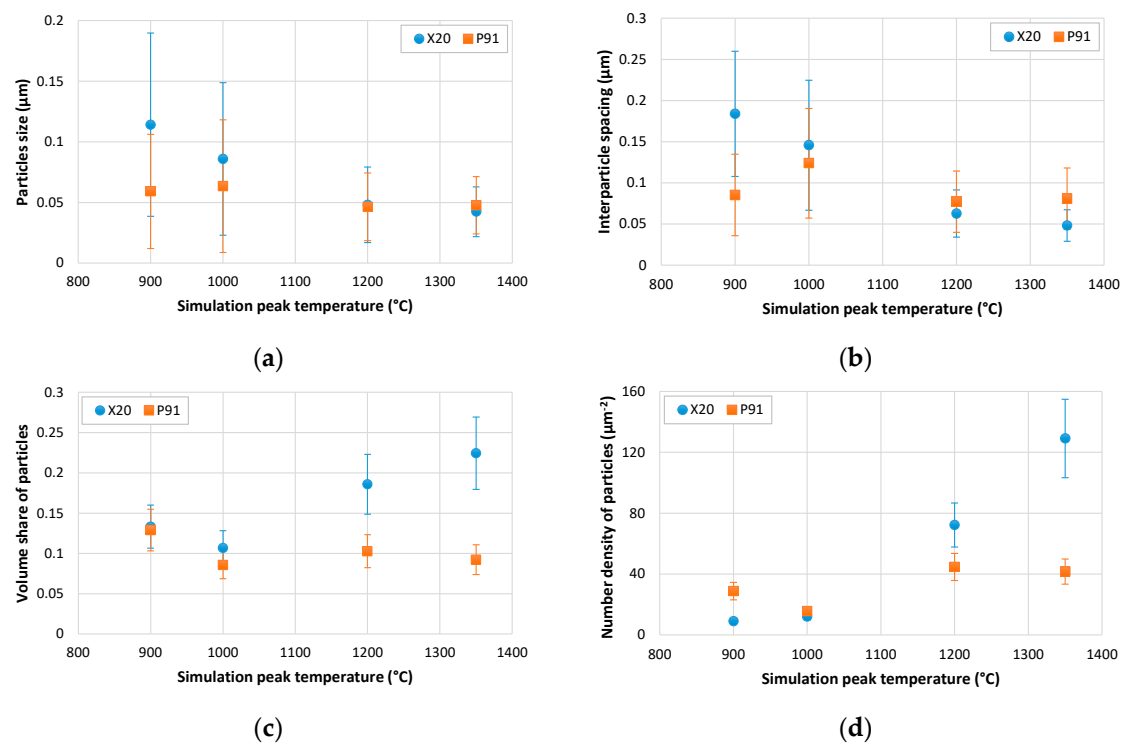 0.2
0.15
0.1
0.05
0
Particles size (µm)
X20 P91
800 900 1000 1100 1200 1300 1400
Simulation peak temperature (°C)
(a)
0.3
0.25
0.2
0.15
0.1
0.05
0
Interparticle spacing (µm)
X20 P91
800 900 1000 1100 1200 1300 1400
Simulation peak temperature (°C)
(b)
0.3
0.25
0.2
0.15
0.1
0.05
0
Volume share of particles
X20 P91
800 900 1000 1100 1200 1300 1400
Simulation peak temperature (°C)
(c)
160
120
80
40
0
Number density of particles (µm⁻²)
X20 P91
800 900 1000 1100 1200 1300 1400
Simulation peak temperature (°C)
(d)